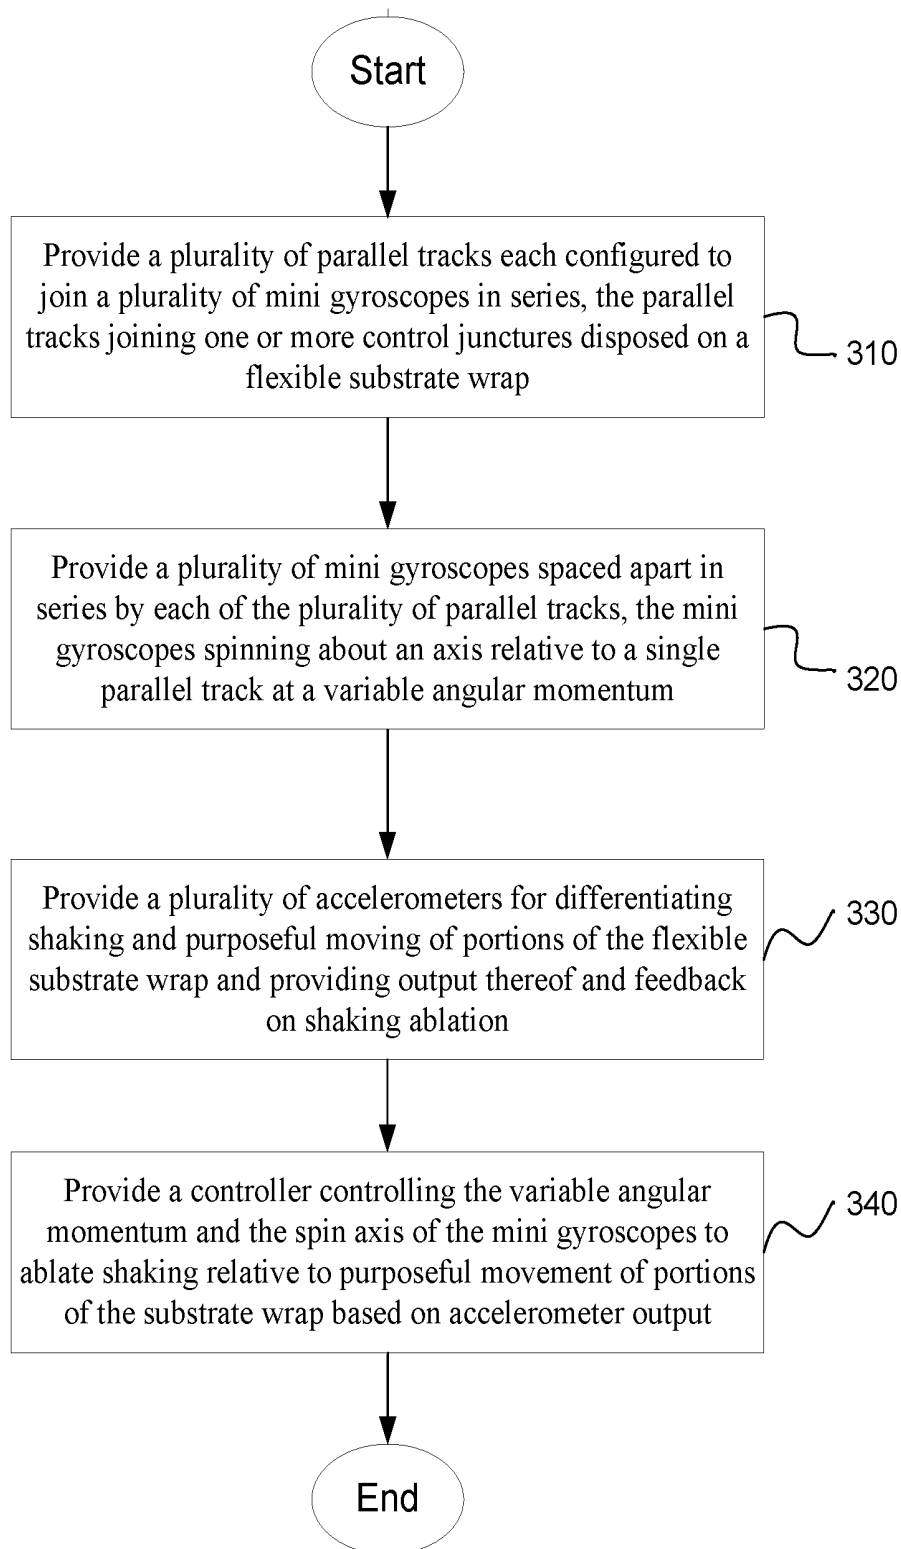 Start
Provide a plurality of parallel tracks each configured to
join a plurality of mini gyroscopes in series, the parallel
tracks joining one or more control junctures disposed on a
flexible substrate wrap
310
Provide a plurality of mini gyroscopes spaced apart in
series by each of the plurality of parallel tracks, the mini
gyroscopes spinning about an axis relative to a single
parallel track at a variable angular momentum
320
Provide a plurality of accelerometers for differentiating
shaking and purposeful moving of portions of the flexible
substrate wrap and providing output thereof and feedback
on shaking ablation
330
Provide a controller controlling the variable angular
momentum and the spin axis of the mini gyroscopes to
ablate shaking relative to purposeful movement of portions
of the substrate wrap based on accelerometer output
340
End